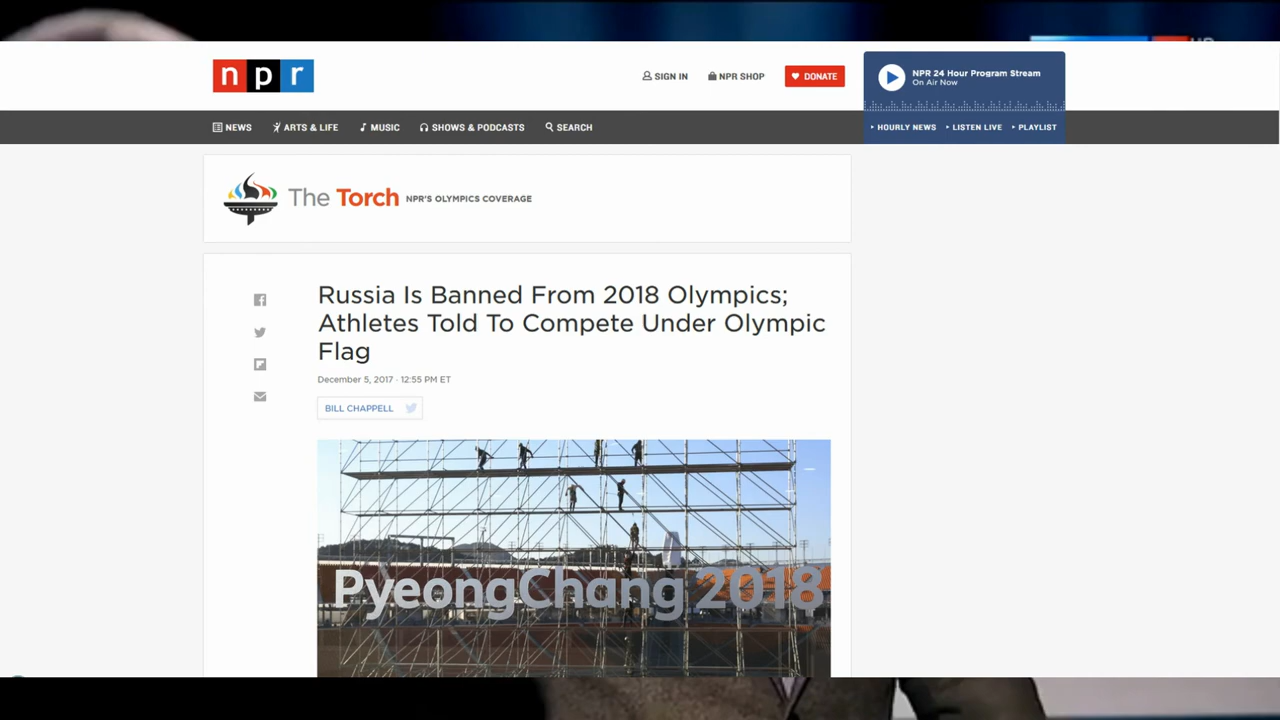 npr
SIGN IN
NPR SHOP
DONATE
NPR 24 Hour Program Stream
On Air Now
HOURLY NEWS
LISTEN LIVE
PLAYLIST
NEWS
ARTS & LIFE
MUSIC
SHOWS & PODCASTS
SEARCH
The Torch NPR'S OLYMPICS COVERAGE
Russia Is Banned From 2018 Olympics;
Athletes Told To Compete Under Olympic
Flag
December 5, 2017 · 12:55 PM ET
BILL CHAPPELL
PyeongChang 2018